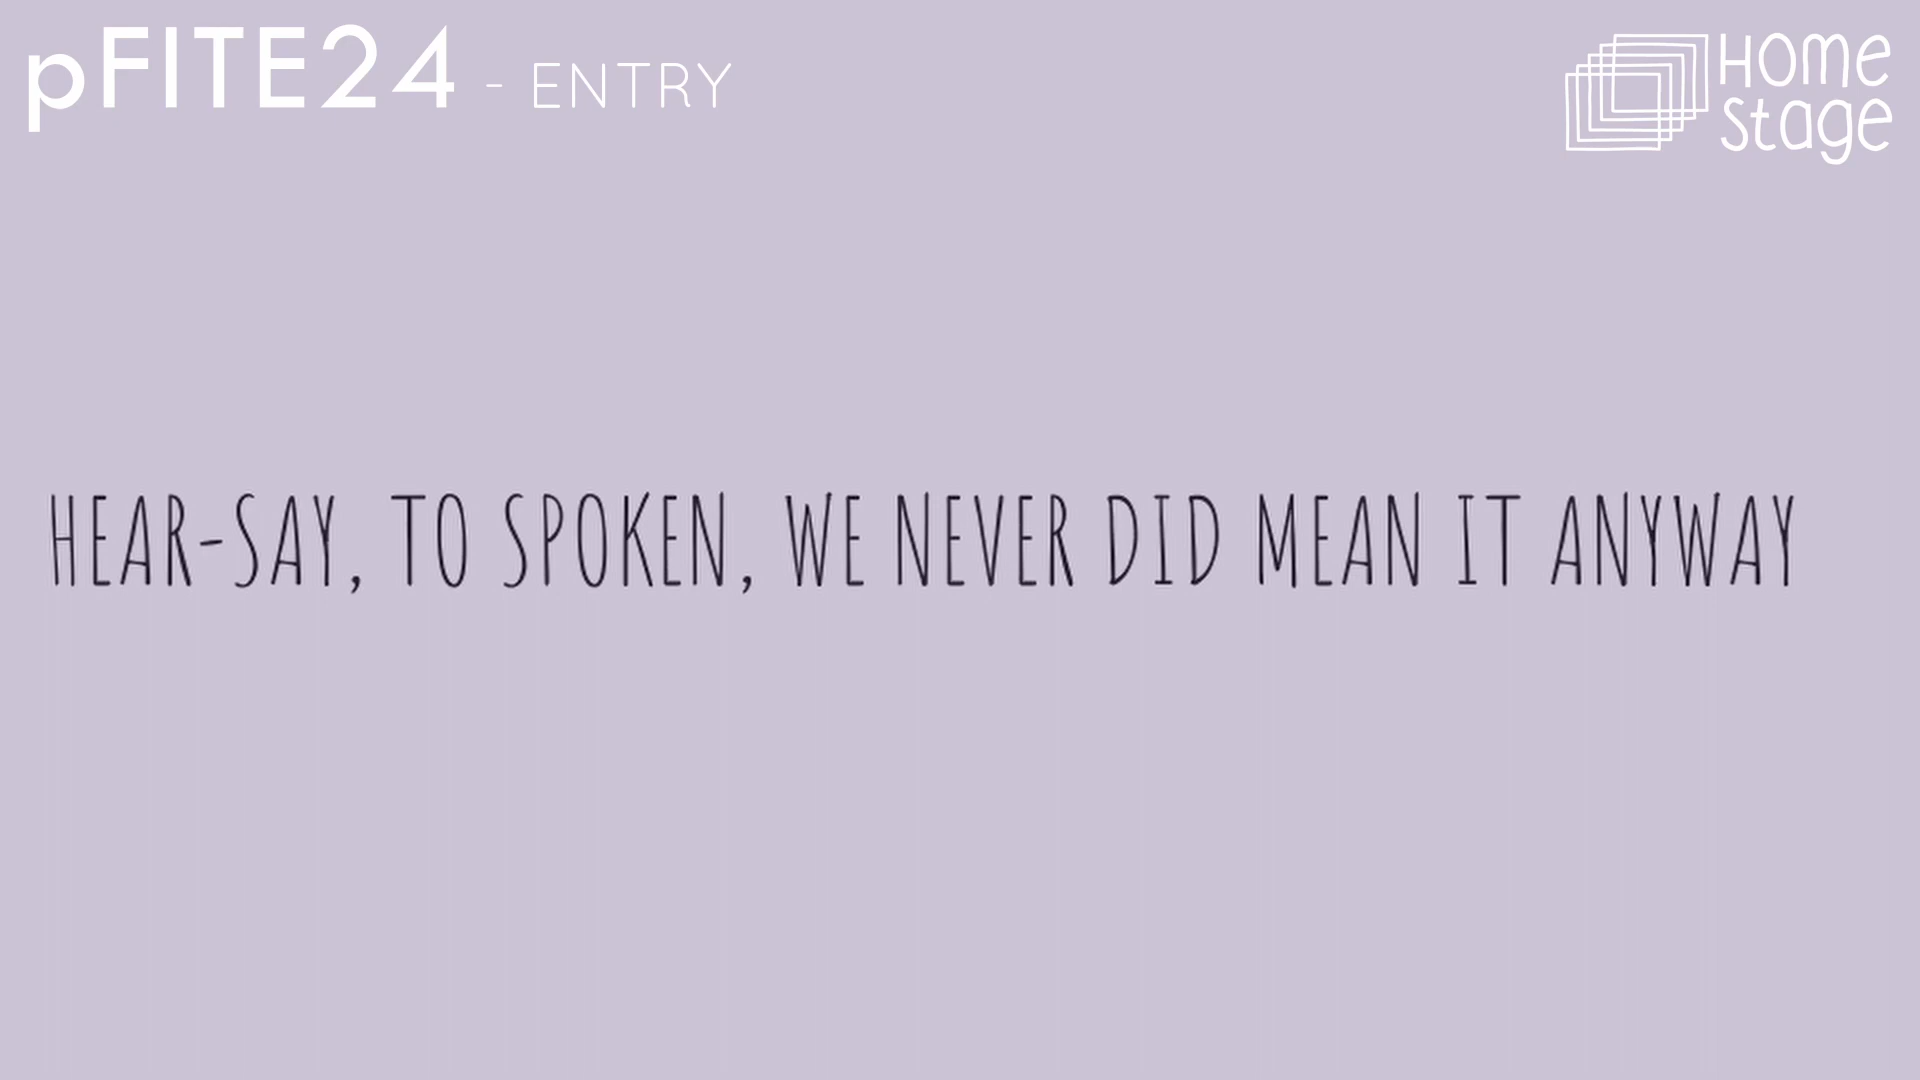 pFITE24 - ENTRY
Home
Stage
HEAR-SAY, TO SPOKEN, WE NEVER DID MEAN IT ANYWAY